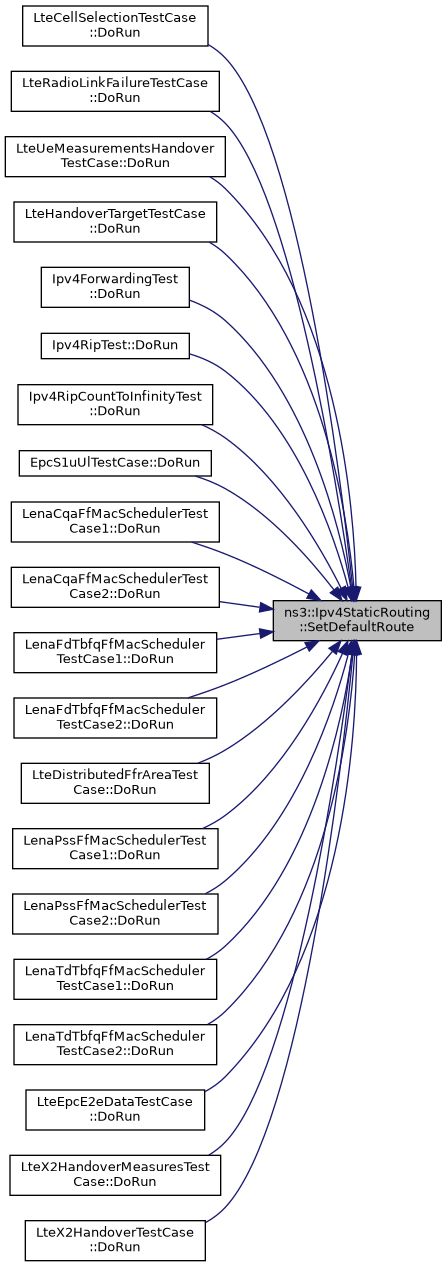 LteCellSelectionTestCase
::DoRun
LteRadioLinkFailureTestCase
::DoRun
LteUeMeasurementsHandover
TestCase::DoRun
LteHandoverTargetTestCase
::DoRun
Ipv4ForwardingTest
::DoRun
Ipv4RipTest::DoRun
Ipv4RipCountToInfinityTest
::DoRun
EpcS1uUlTestCase::DoRun
LenaCqaFfMacSchedulerTest
Case1::DoRun
LenaCqaFfMacSchedulerTest
Case2::DoRun
ns3::Ipv4StaticRouting
::SetDefaultRoute
LenaFdTbfqFfMacScheduler
TestCase1::DoRun
LenaFdTbfqFfMacScheduler
TestCase2::DoRun
LteDistributedFfrAreaTest
Case::DoRun
LenaPssFfMacSchedulerTest
Case1::DoRun
LenaPssFfMacSchedulerTest
Case2::DoRun
LenaTdTbfqFfMacScheduler
TestCase1::DoRun
LenaTdTbfqFfMacScheduler
TestCase2::DoRun
LteEpcE2eDataTestCase
::DoRun
LteX2HandoverMeasuresTest
Case::DoRun
LteX2HandoverTestCase
::DoRun